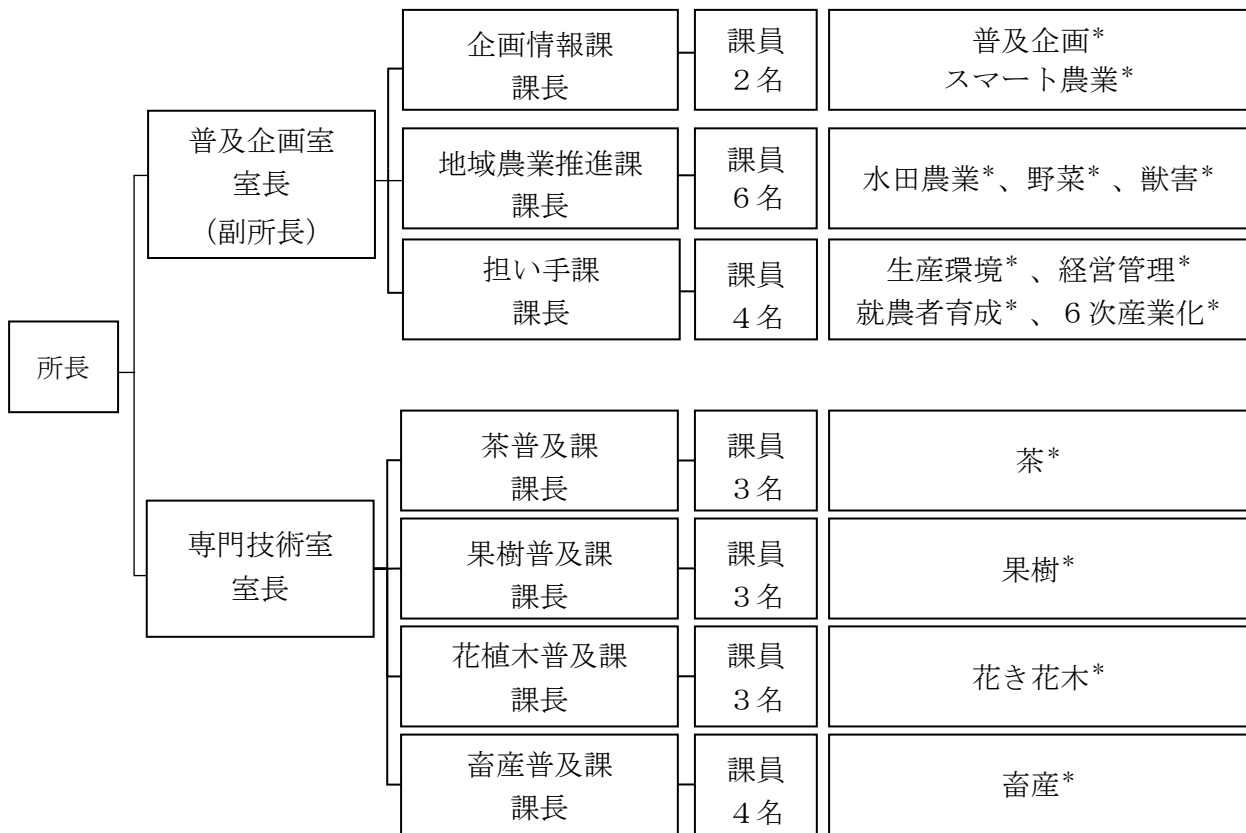 企画情報課
課長
課員
２名
普及企画*
スマート農業*
普及企画室
室長
（副所長）
地域農業推進課
課長
課員
６名
水田農業*、野菜*、獣害*
担い手課
課長
課員
４名
生産環境*、経営管理*
就農者育成*、６次産業化*
所長
専門技術室
室長
茶普及課
課長
課員
３名
茶*
果樹普及課
課長
課員
３名
果樹*
花植木普及課
課長
課員
３名
花き花木*
畜産普及課
課長
課員
４名
畜産*